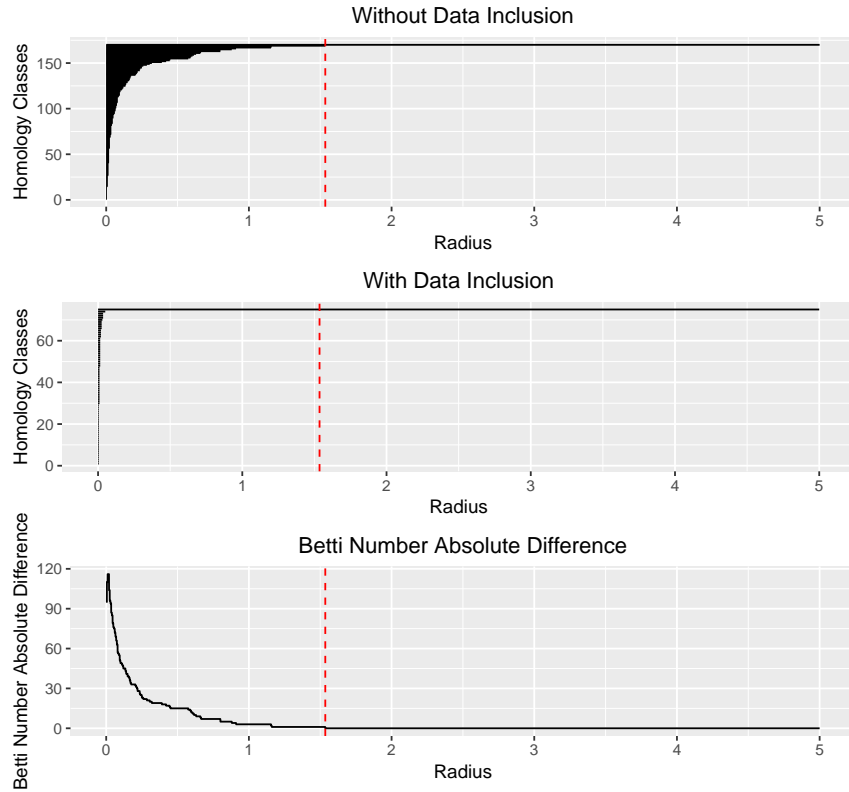 Without Data Inclusion
Homology Classes
150
100
50
0
0 1 2 3 4 5
Radius
With Data Inclusion
Homology Classes
60
40
20
0
0 1 2 3 4 5
Radius
Betti Number Absolute Difference
Betti Number Absolute Difference
120
90
60
30
0
0 1 2 3 4 5
Radius